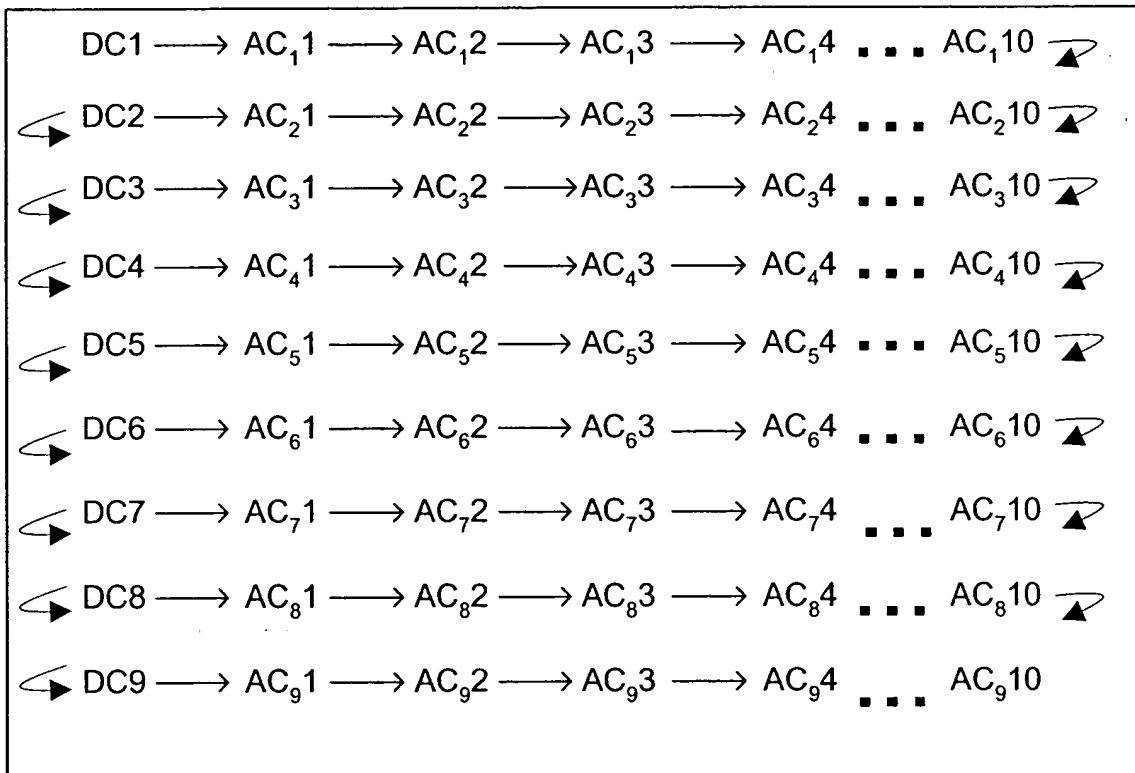 DC1 → AC₁1 → AC₁2 → AC₁3 → AC₁4 ... AC₁10
DC2 → AC₂1 → AC₂2 → AC₂3 → AC₂4 ... AC₂10
DC3 → AC₃1 → AC₃2 → AC₃3 → AC₃4 ... AC₃10
DC4 → AC₄1 → AC₄2 → AC₄3 → AC₄4 ... AC₄10
DC5 → AC₅1 → AC₅2 → AC₅3 → AC₅4 ... AC₅10
DC6 → AC₆1 → AC₆2 → AC₆3 → AC₆4 ... AC₆10
DC7 → AC₇1 → AC₇2 → AC₇3 → AC₇4 ... AC₇10
DC8 → AC₈1 → AC₈2 → AC₈3 → AC₈4 ... AC₈10
DC9 → AC₉1 → AC₉2 → AC₉3 → AC₉4 ... AC₉10